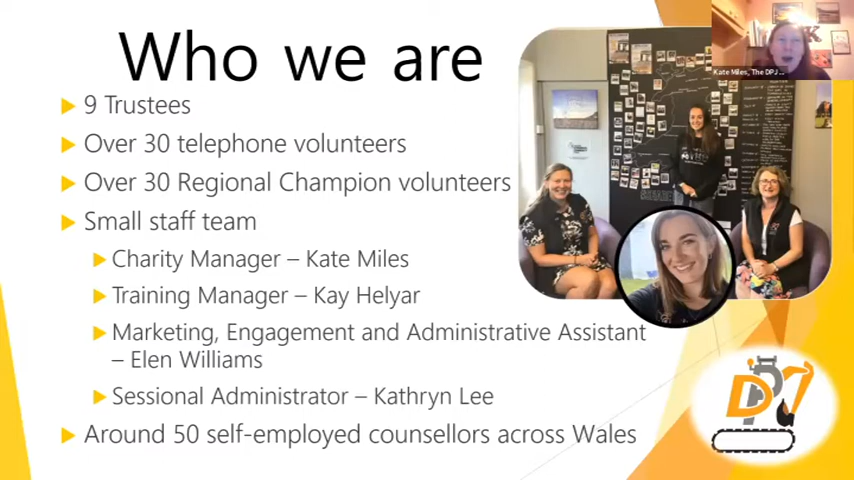 Who we are
9 Trustees
Over 30 telephone volunteers
Over 30 Regional Champion volunteers
Small staff team
Charity Manager – Kate Miles
Training Manager – Kay Helyar
Marketing, Engagement and Administrative Assistant
– Elen Williams
Sessional Administrator – Kathryn Lee
Around 50 self-employed counsellors across Wales
Kate Miles, The DPJ...
DPJ